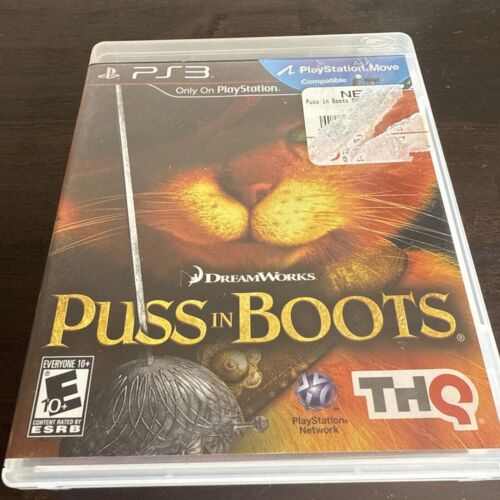 PS3
PlayStation®Move
Compatible
Only On PlayStation®
NE
Puss in Boots
DREAMWORKS
PUSS IN BOOTS®
EVERYONE 10+
E
10+
CONTENT RATED BY
ESRB
PlayStation®
Network
THQ